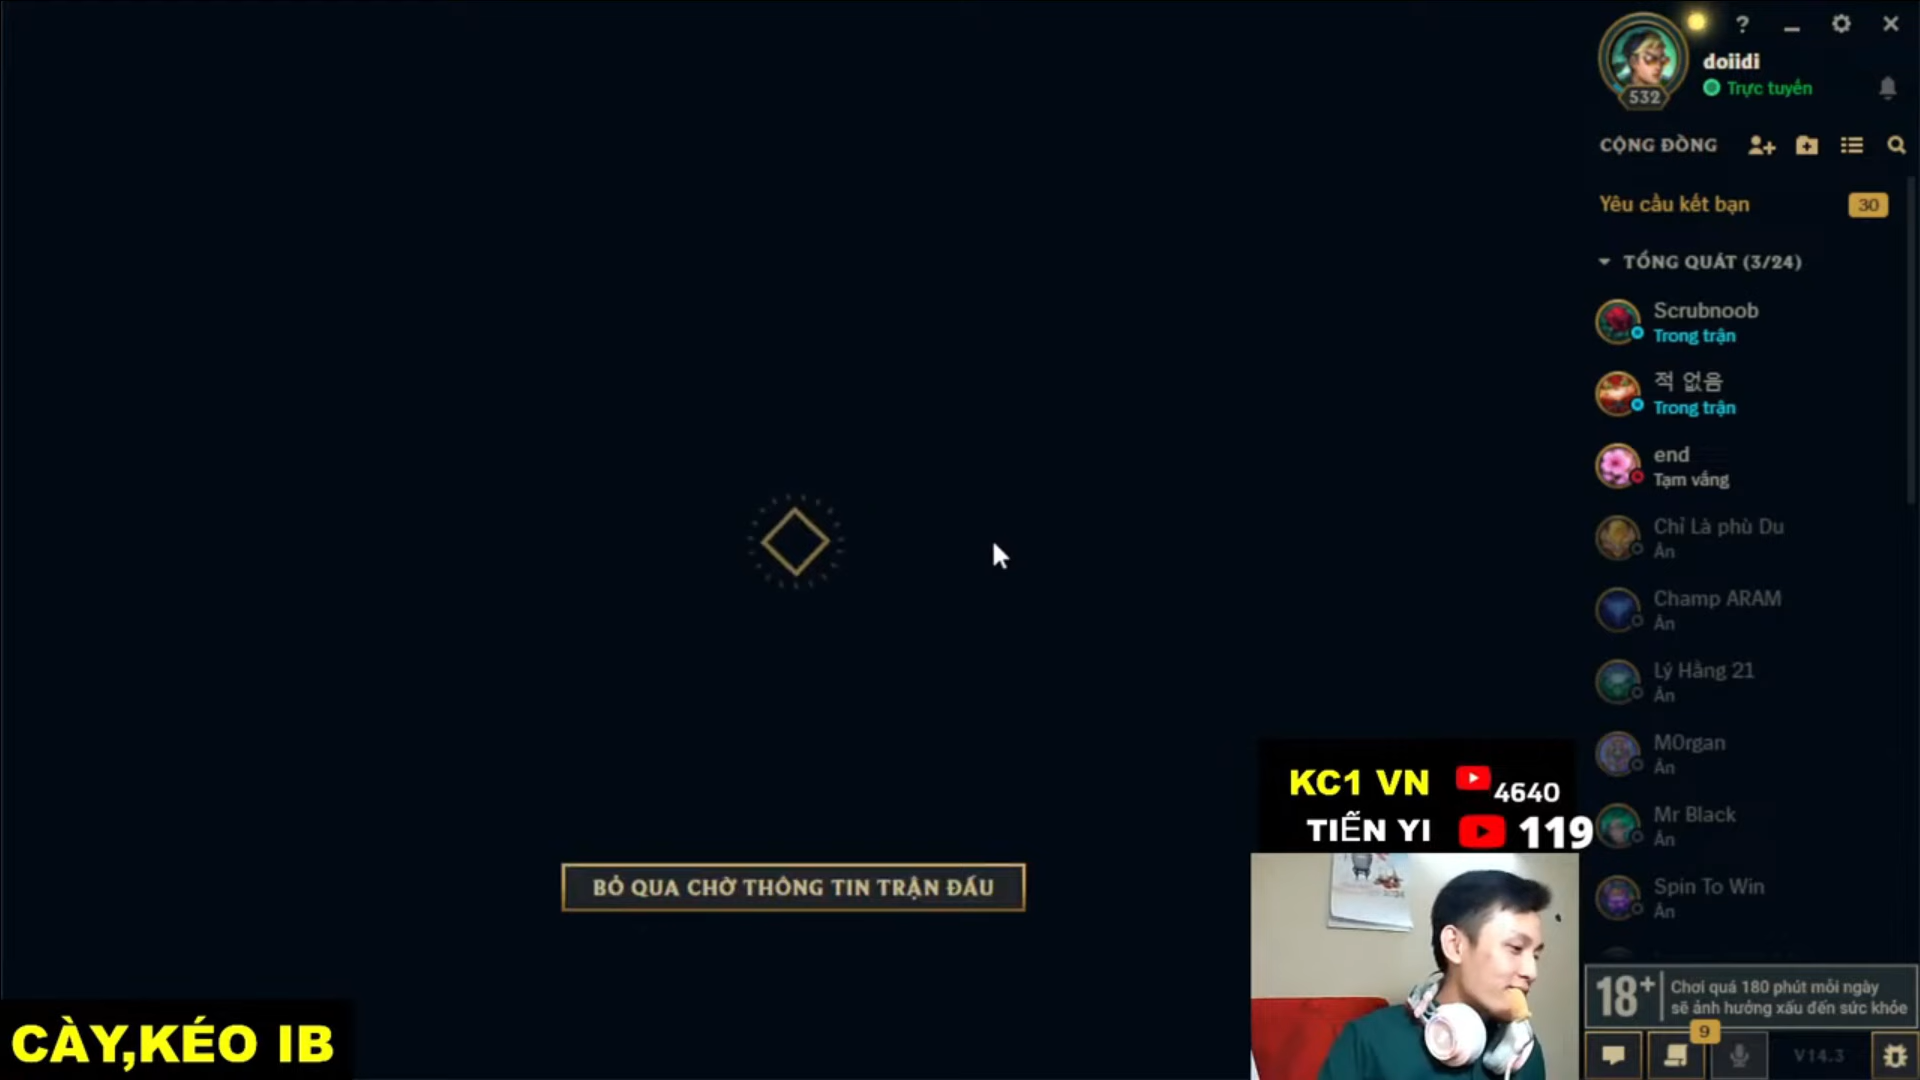 ?
doiidi
Trực tuyến
532
CỘNG ĐỒNG
Yêu cầu kết bạn 30
TỔNG QUÁT (3/24)
Scrubnoob
Trong trận
적 없음
Trong trận
end
Tạm vắng
Chỉ Là phù Du
Ẩn
Champ ARAM
Ẩn
Lý Hằng 21
Ẩn
M0rgan
Ẩn
Mr Black
Ẩn
Spin To Win
Ẩn
KC1 VN 4640
TIẾN YI 119
BỎ QUA CHỜ THÔNG TIN TRẬN ĐẤU
18+ Chơi quá 180 phút mỗi ngày
sẽ ảnh hưởng xấu đến sức khỏe
9
V14.3
CÀY,KÉO IB